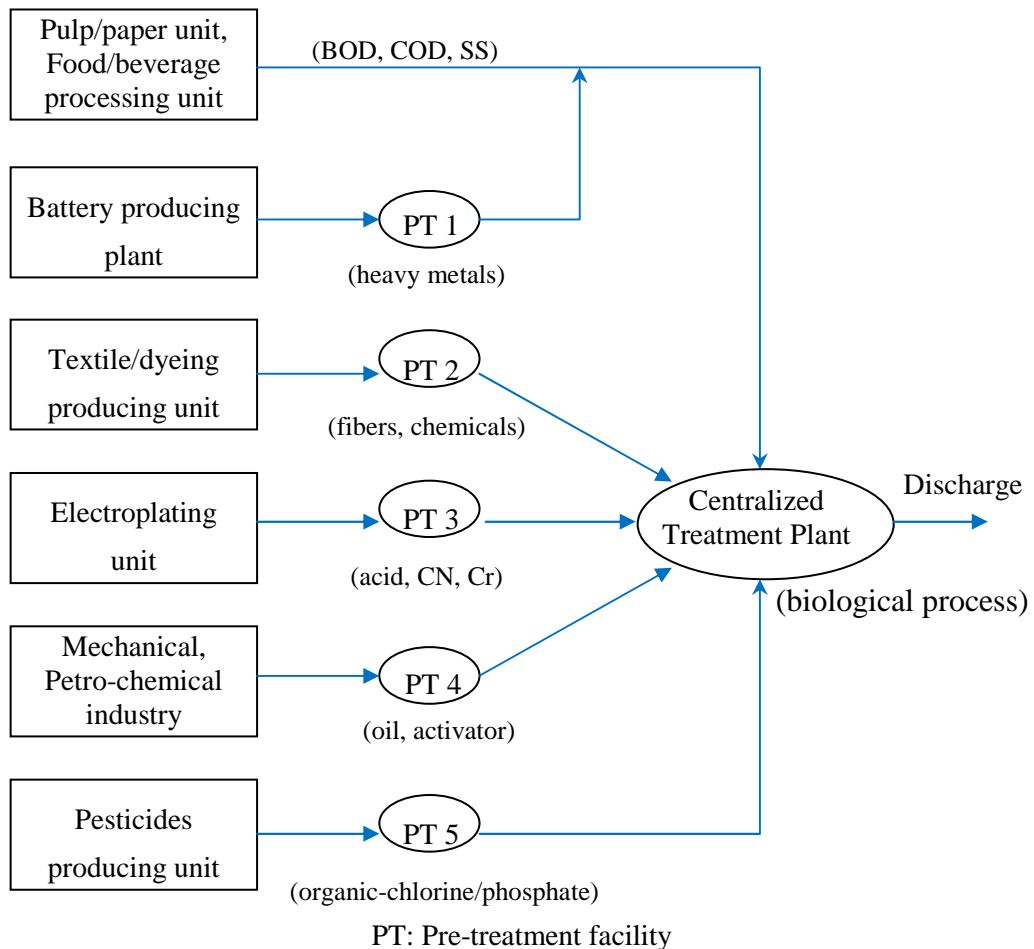 Pulp/paper unit,
Food/beverage
processing unit
(BOD, COD, SS)
Battery producing
plant
PT 1
(heavy metals)
Textile/dyeing
producing unit
PT 2
(fibers, chemicals)
Electroplating
unit
PT 3
(acid, CN, Cr)
Centralized
Treatment Plant
Discharge
(biological process)
Mechanical,
Petro-chemical
industry
PT 4
(oil, activator)
Pesticides
producing unit
PT 5
(organic-chlorine/phosphate)
PT: Pre-treatment facility